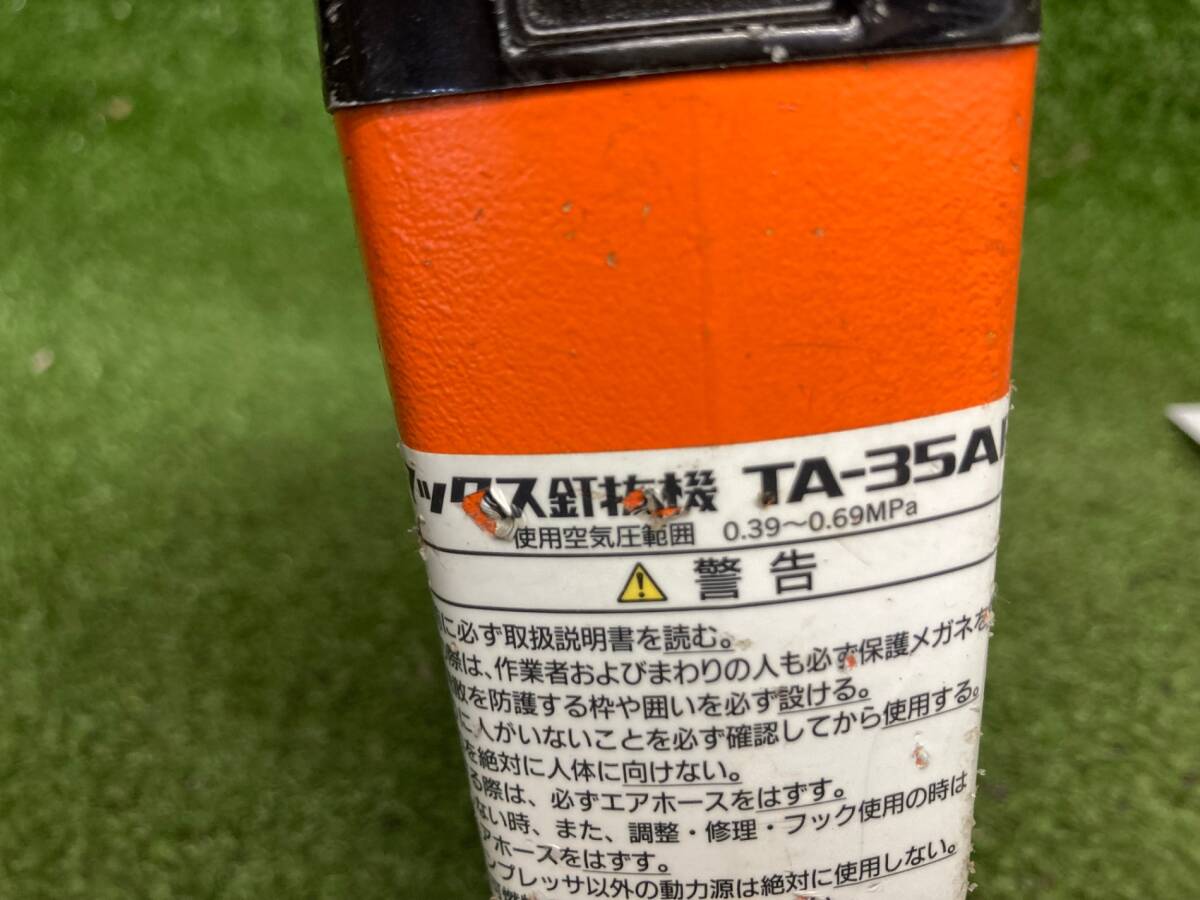 ックス釘抜機 TA-35A
使用空気圧範囲 0.39〜0.69MPa
警告
に必ず取扱説明書を読む。
際は、作業者およびまわりの人も必ず保護メガネを
を防護する枠や囲いを必ず設ける。
に人がいないことを必ず確認してから使用する。
を絶対に人体に向けない。
る際は、必ずエアホースをはずす。
ない時、また、調整・修理・フック使用の時は
アホースをはずす。
ンプレッサ以外の動力源は絶対に使用しない。